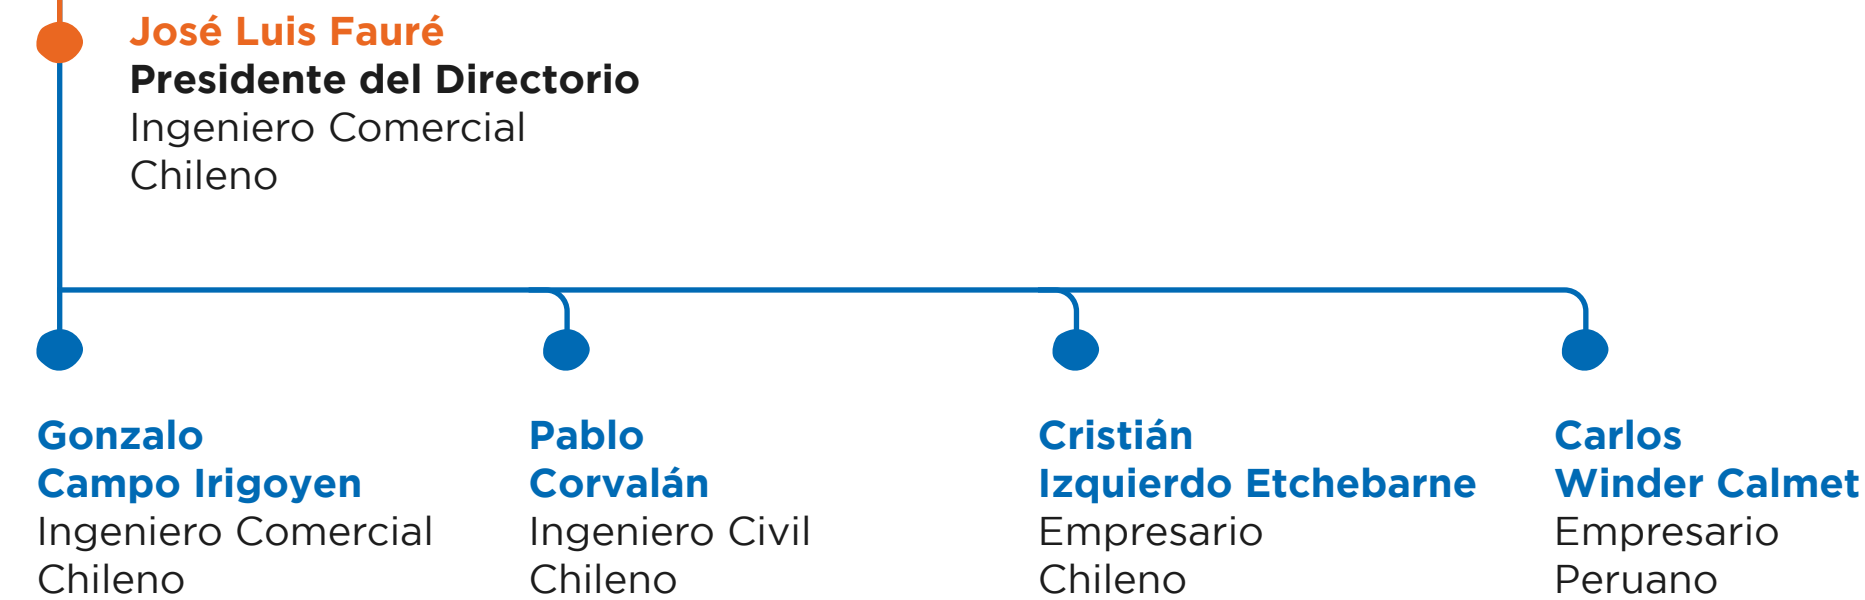 José Luis Fauré
Presidente del Directorio
Ingeniero Comercial
Chileno
Gonzalo
Campo Irigoyen
Ingeniero Comercial
Chileno
Pablo
Corvalán
Ingeniero Civil
Chileno
Cristián
Izquierdo Etchebarne
Empresario
Chileno
Carlos
Winder Calmet
Empresario
Peruano